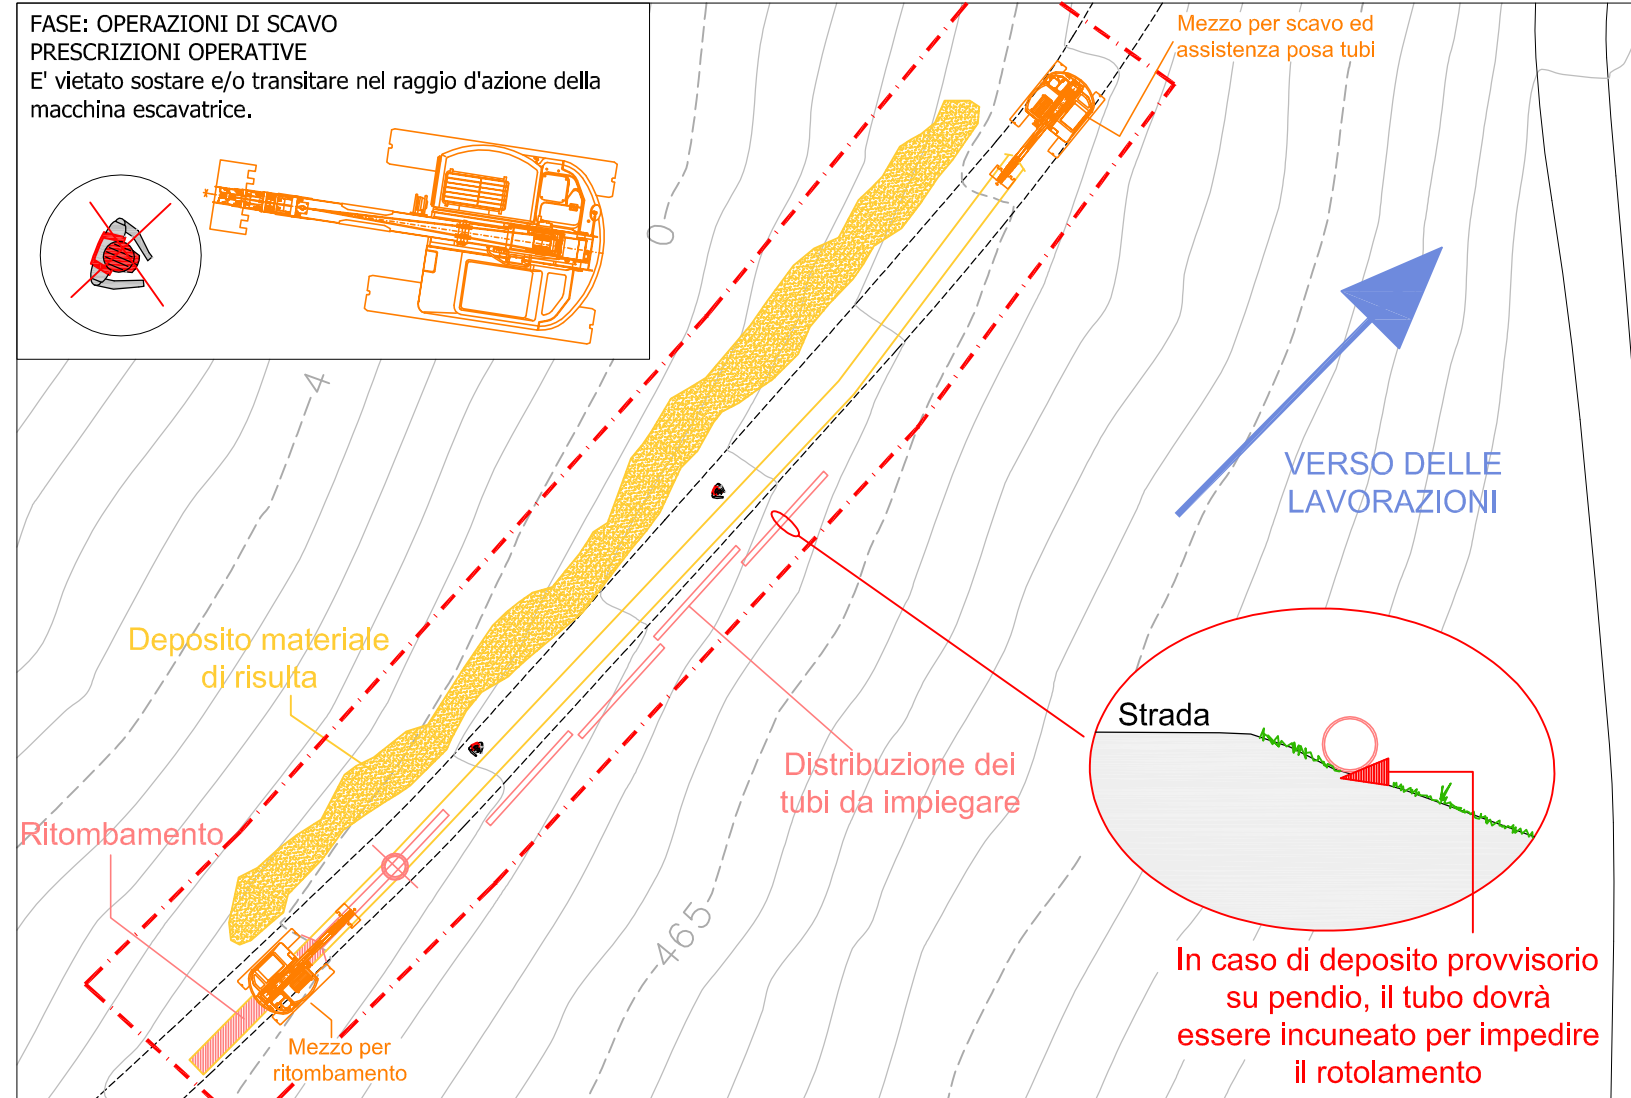 FASE: OPERAZIONI DI SCAVO
PRESCRIZIONI OPERATIVE
E' vietato sostare e/o transitare nel raggio d'azione della
macchina escavatrice.
Mezzo per scavo ed
assistenza posa tubi
0
4
VERSO DELLE
LAVORAZIONI
Deposito materiale
di risulta
Strada
Distribuzione dei
tubi da impiegare
Ritombamento
465
In caso di deposito provvisorio
su pendio, il tubo dovrà
essere incuneato per impedire
il rotolamento
Mezzo per
ritombamento